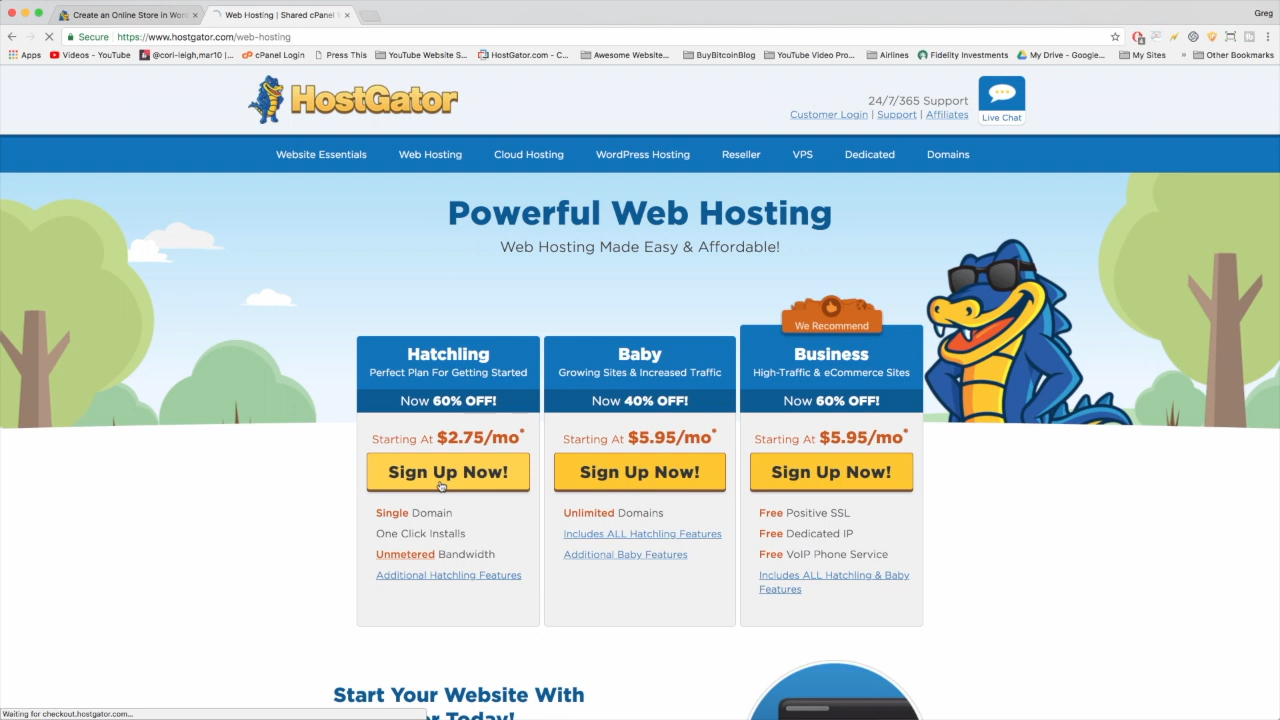 Create an Online Store in Wor
Web Hosting | Shared cPanel
Greg
Secure
https://www.hostgator.com/web-hosting
Apps
Videos - YouTube
@cori-leigh,mar10 |...
cPanel Login
Press This
YouTube Website S...
HostGator.com - C...
Awesome Website...
BuyBitcoinBlog
YouTube Video Pro...
Airlines
Fidelity Investments
My Drive - Google...
My Sites
»
Other Bookmarks
HostGator
24/7/365 Support
Customer Login | Support | Affiliates
Live Chat
Website Essentials
Web Hosting
Cloud Hosting
WordPress Hosting
Reseller
VPS
Dedicated
Domains
Powerful Web Hosting
Web Hosting Made Easy & Affordable!
Hatchling
Perfect Plan For Getting Started
Now 60% OFF!
Starting At $2.75/mo*
Sign Up Now!
Single Domain
One Click Installs
Unmetered Bandwidth
Additional Hatchling Features
Baby
Growing Sites & Increased Traffic
Now 40% OFF!
Starting At $5.95/mo*
Sign Up Now!
Unlimited Domains
Includes ALL Hatchling Features
Additional Baby Features
We Recommend
Business
High-Traffic & eCommerce Sites
Now 60% OFF!
Starting At $5.95/mo*
Sign Up Now!
Free Positive SSL
Free Dedicated IP
Free VoIP Phone Service
Includes ALL Hatchling & Baby
Features
Start Your Website With
Today!
Waiting for checkout.hostgator.com...